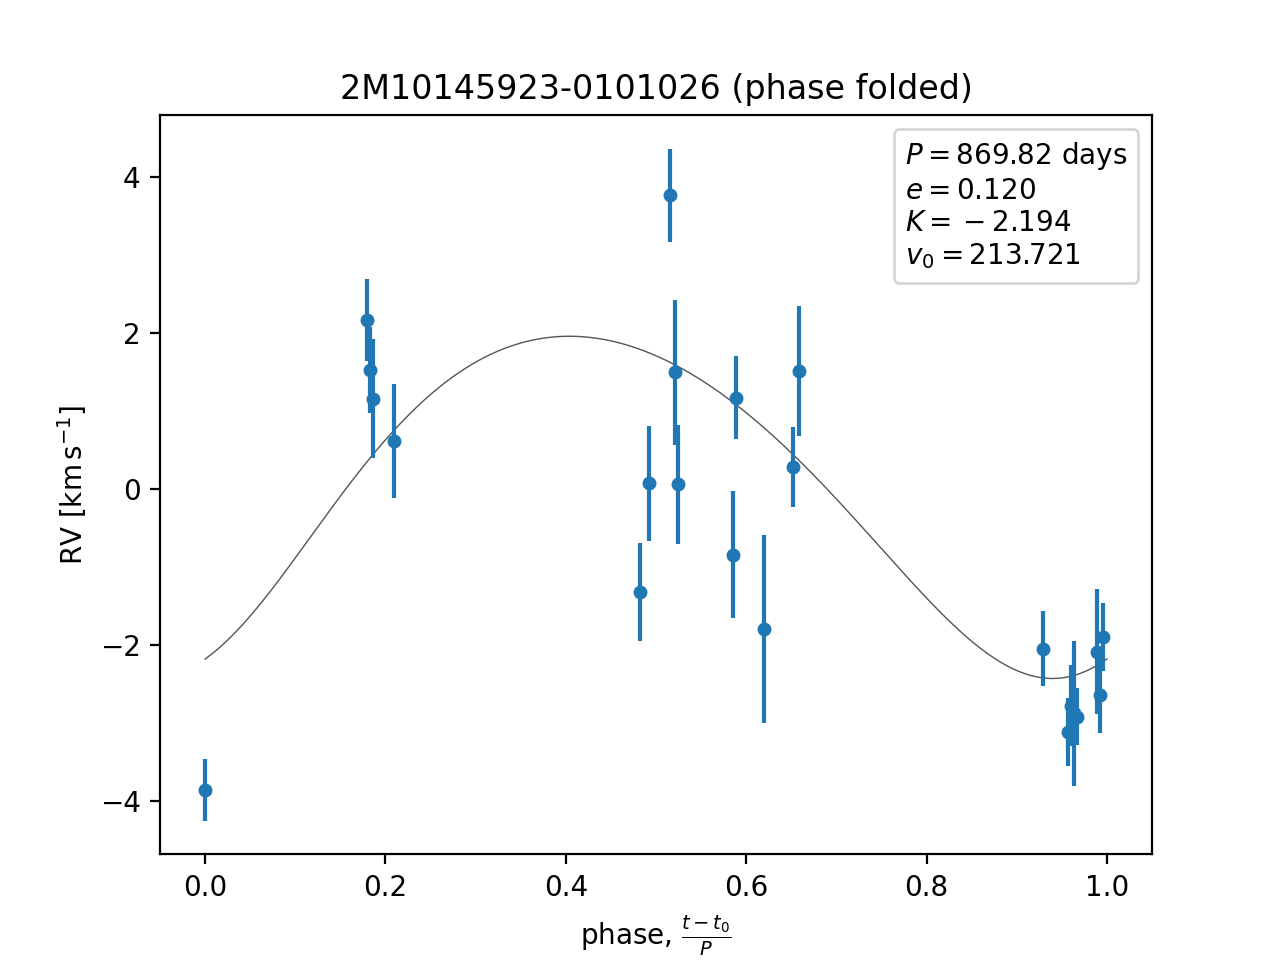 2M10145923-0101026 (phase folded)
P = 869.82 days
e = 0.120
K = −2.194
v₀ = 213.721
4
2
0
−2
−4
RV [km s⁻¹]
0.0 0.2 0.4 0.6 0.8 1.0
phase, (t − t₀)/P